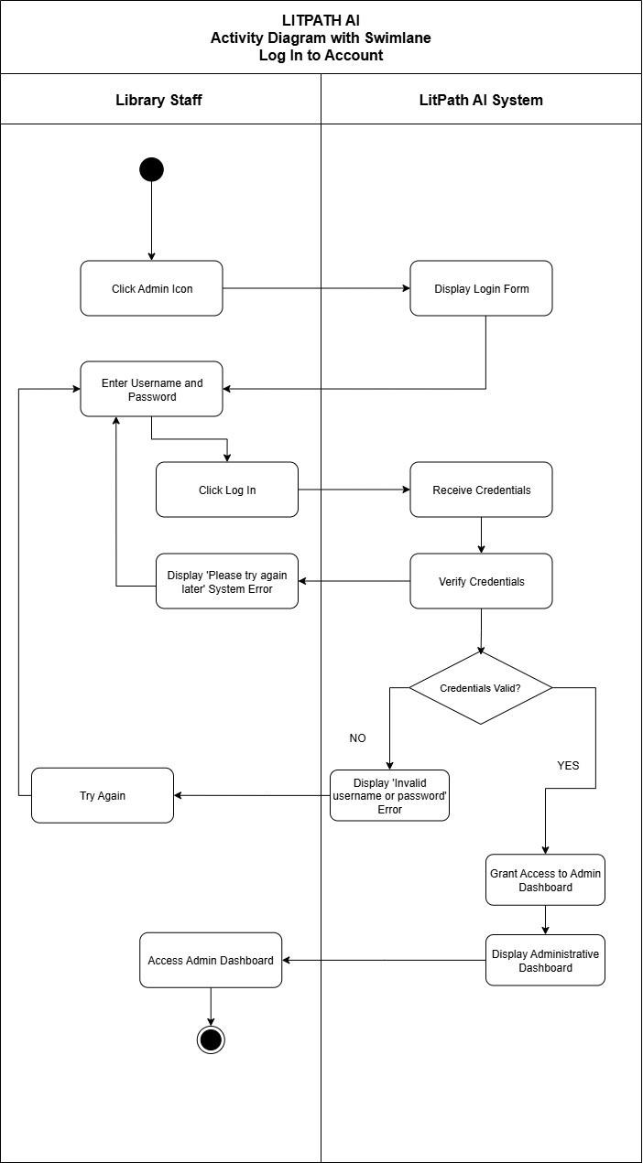 LITPATH AI
Activity Diagram with Swimlane
Log In to Account
Library Staff
LitPath AI System
Click Admin Icon
Display Login Form
Enter Username and
Password
Click Log In
Receive Credentials
Display 'Please try again
later' System Error
Verify Credentials
Credentials Valid?
NO
YES
Try Again
Display 'Invalid
username or password'
Error
Grant Access to Admin
Dashboard
Access Admin Dashboard
Display Administrative
Dashboard